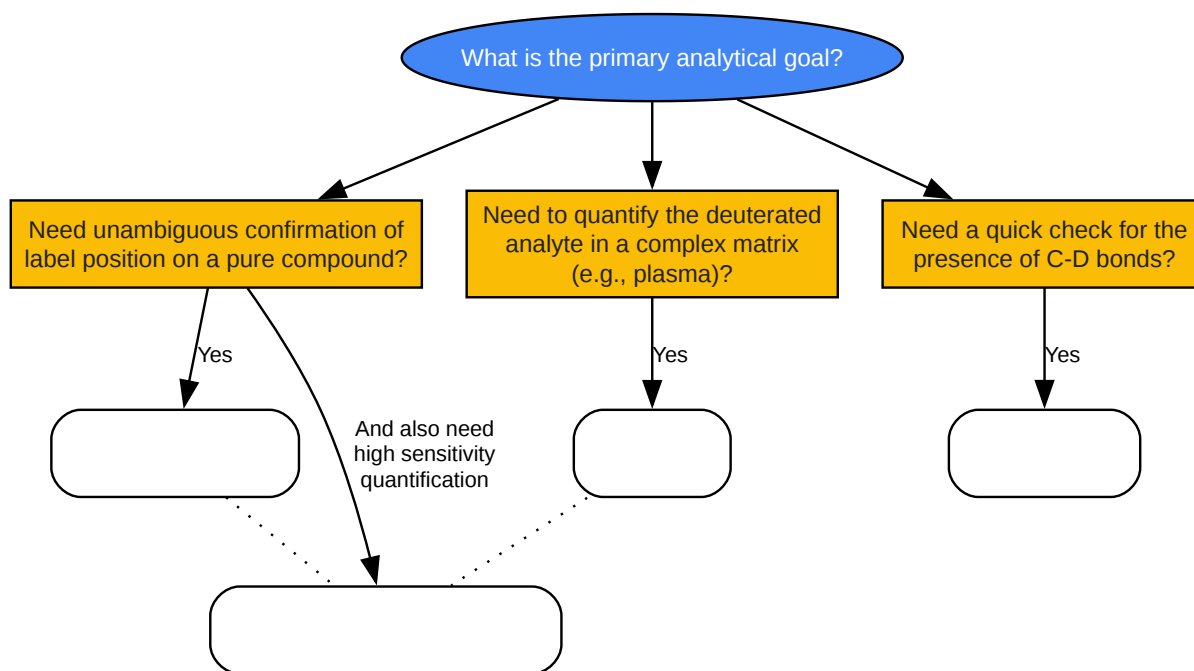 What is the primary analytical goal?
Need unambiguous confirmation of
label position on a pure compound?
Need to quantify the deuterated
analyte in a complex matrix
(e.g., plasma)?
Need a quick check for the
presence of C-D bonds?
Yes
Yes
Yes
And also need
high sensitivity
quantification